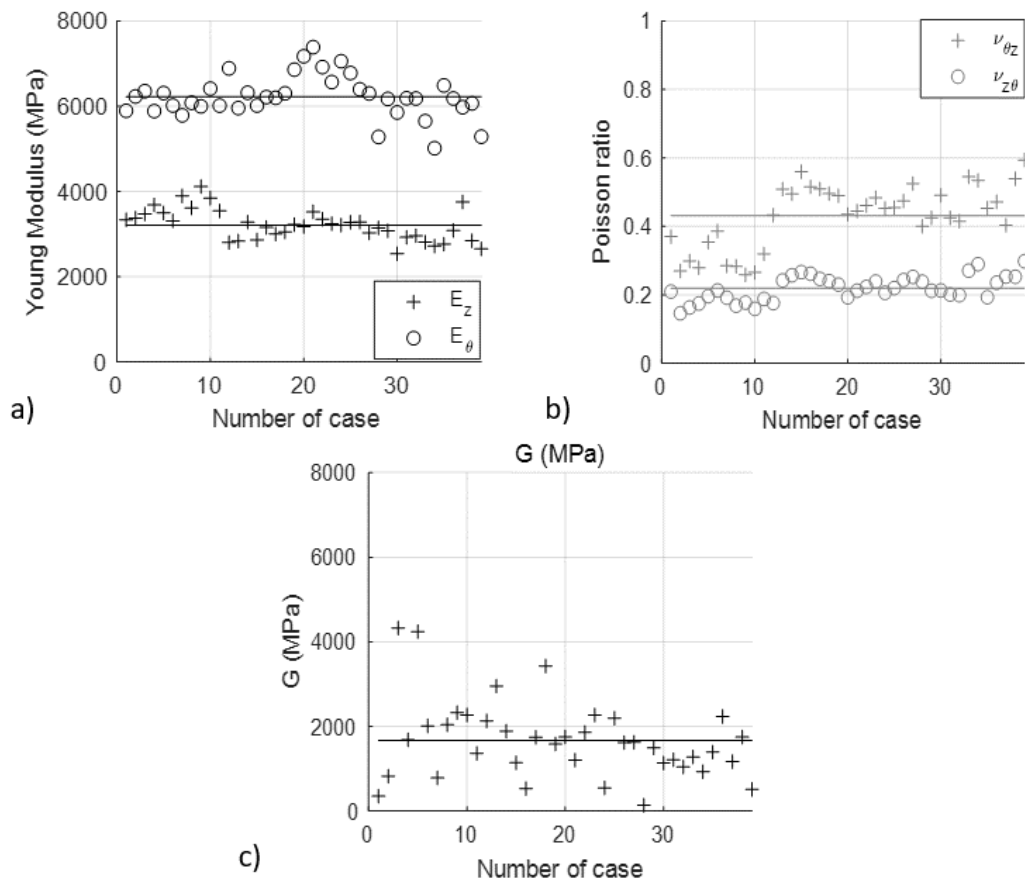 8000
6000
4000
2000
0
Young Modulus (MPa)
E_z
E_θ
0 10 20 30
Number of case
a)
1
0.8
0.6
0.4
0.2
0
Poisson ratio
ν_θz
ν_zθ
0 10 20 30
Number of case
b)
G (MPa)
8000
6000
4000
2000
0
G (MPa)
0 10 20 30
Number of case
c)